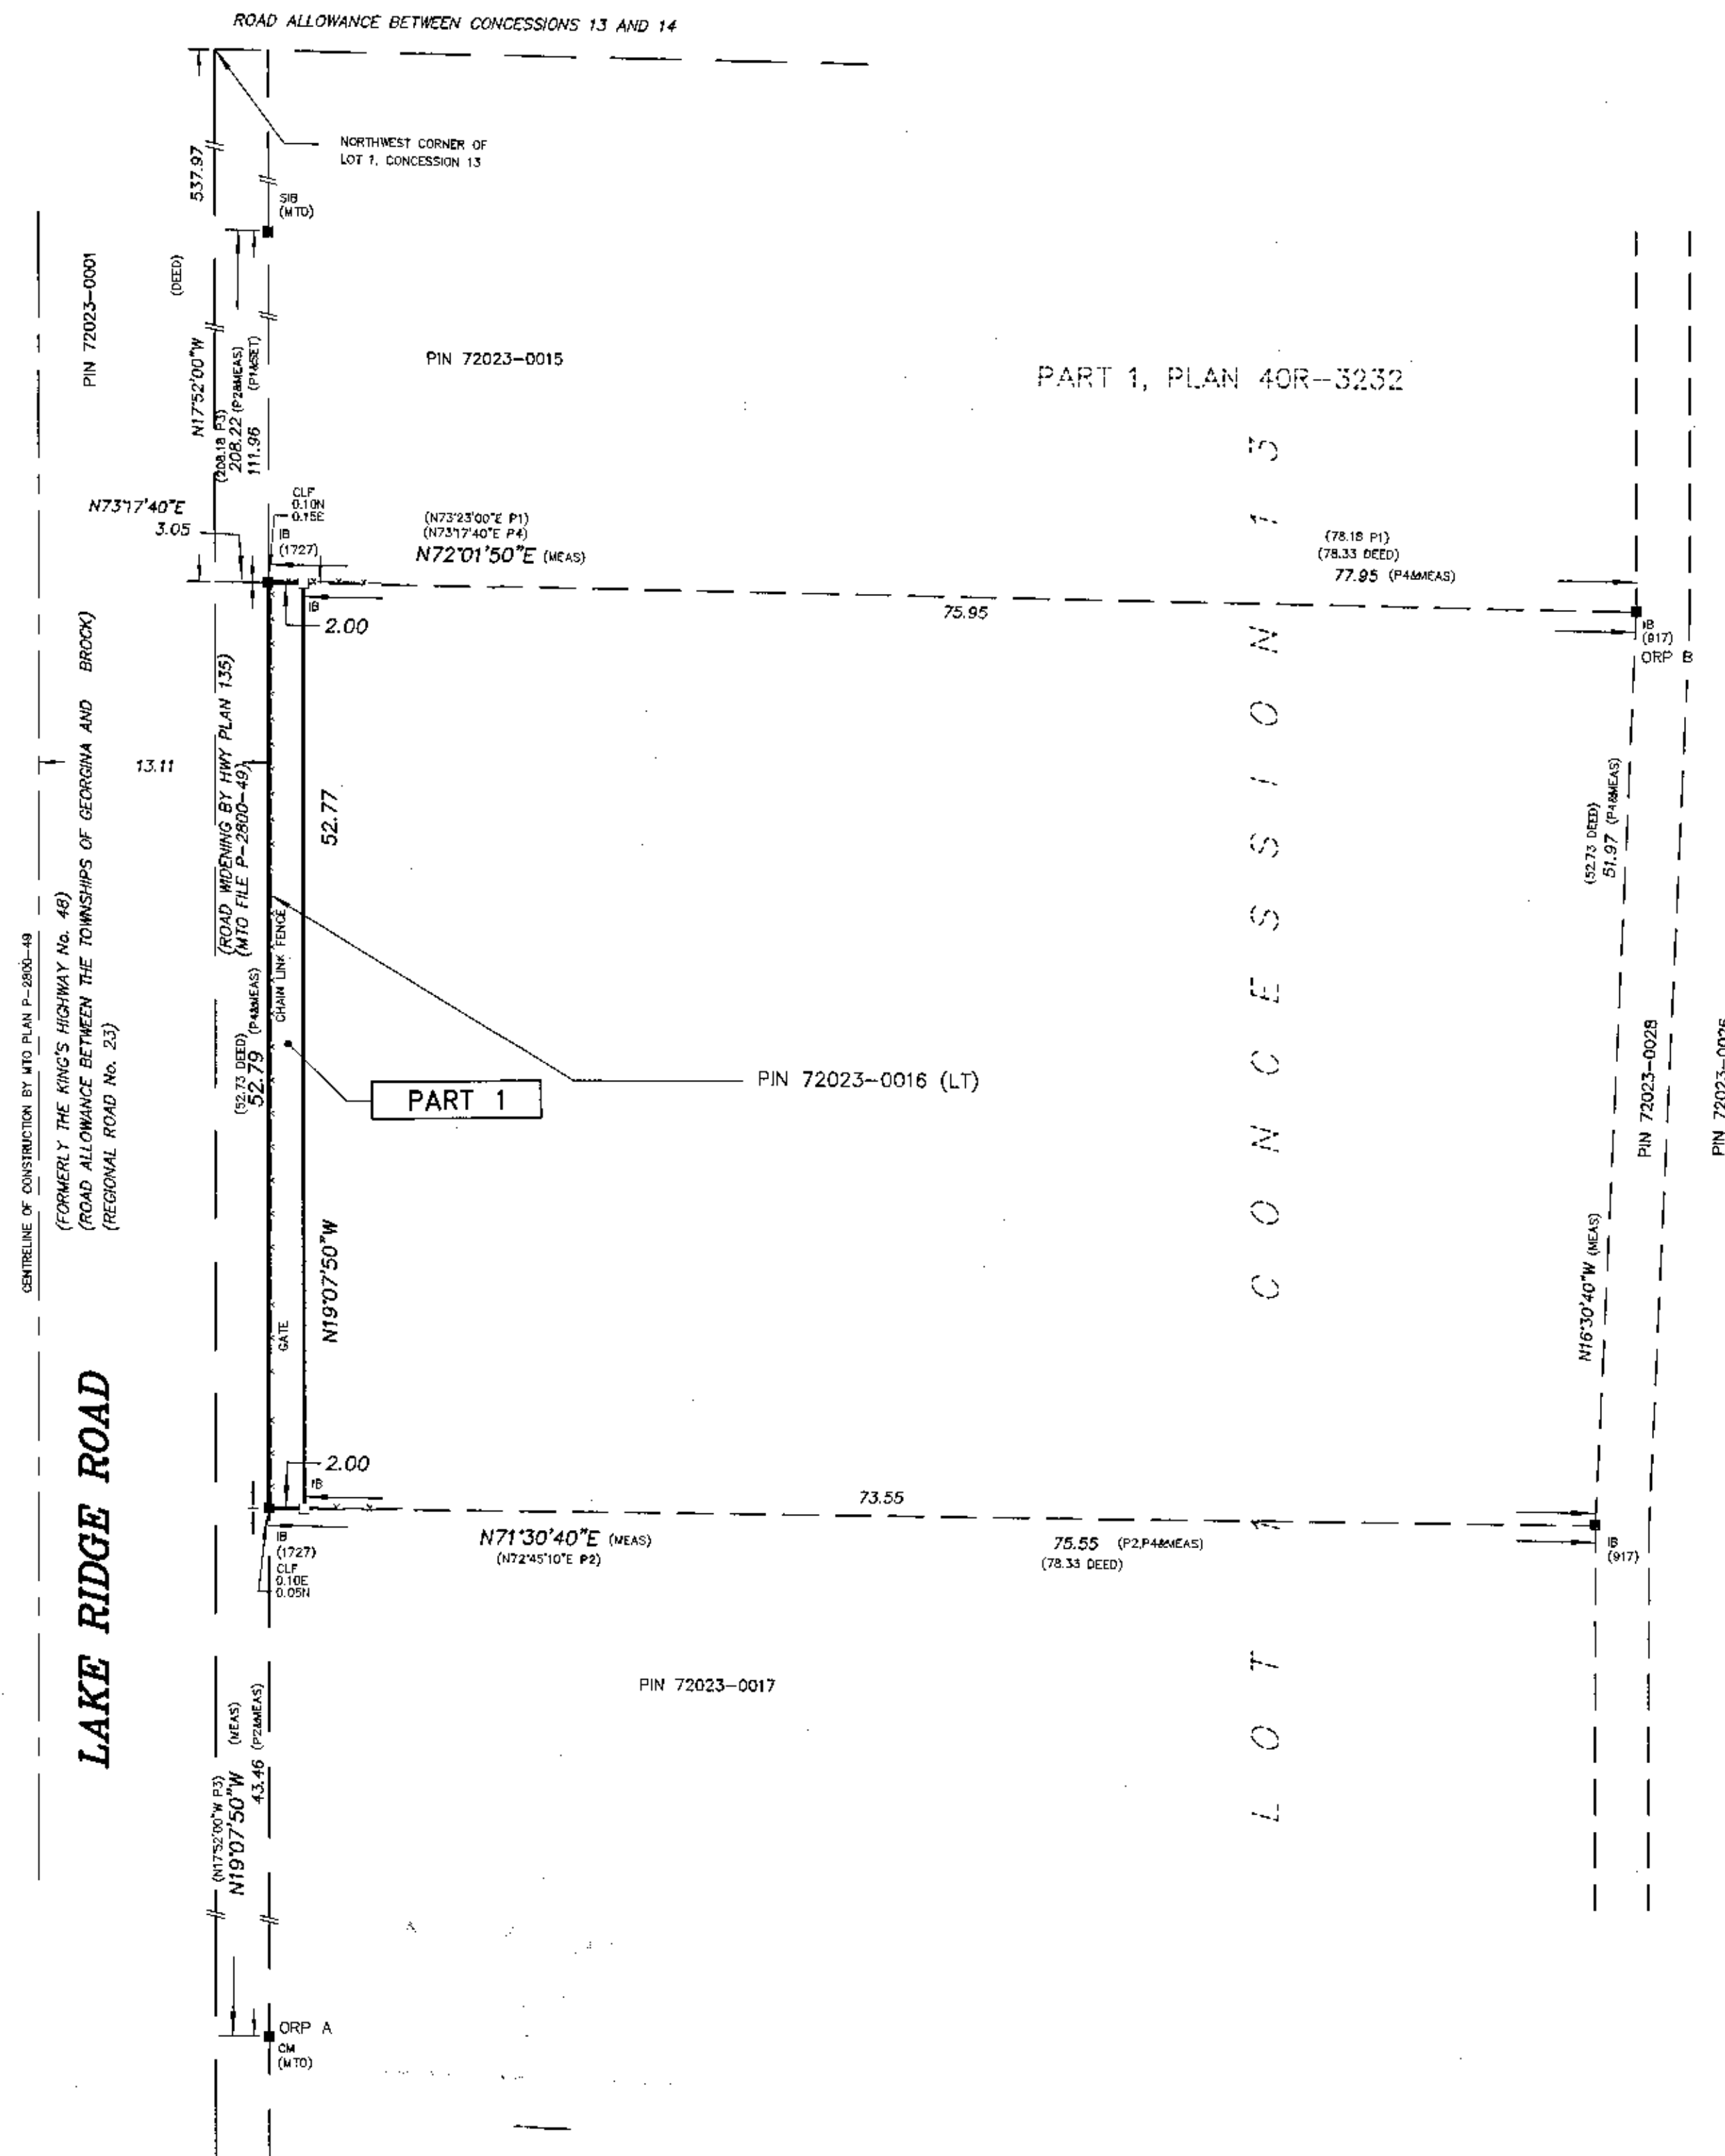 ROAD ALLOWANCE BETWEEN CONCESSIONS 13 AND 14
NORTHWEST CORNER OF
LOT 1, CONCESSION 13
537.97
(DEED)
N17°52'00"W
SIB
(MTO)
PIN 72023-0001
(208.18 P3)
208.22 (P2&MEAS)
111.96 (P1&SET)
PIN 72023-0015
PART 1, PLAN 40R-3232
N73°17'40"E
3.05
CLF
0.10N
0.15E
IB
(1727)
(N73°23'00"E P1)
(N73°17'40"E P4)
N72°01'50"E (MEAS)
(78.18 P1)
(78.33 DEED)
77.95 (P4&MEAS)
75.95
IB
2.00
IB
(917)
ORP B
13.11
(ROAD WIDENING BY HWY PLAN 135)
(MTO FILE P-2800-49)
52.77
CHAIN LINK FENCE
(52.73 DEED)
52.79 (P4&MEAS)
PART 1
PIN 72023-0016 (LT)
N19°07'50"W
GATE
CENTRELINE OF CONSTRUCTION BY MTO PLAN P-2800-49
(FORMERLY THE KING'S HIGHWAY No. 48)
(ROAD ALLOWANCE BETWEEN THE TOWNSHIPS OF GEORGINA AND BROCK)
(REGIONAL ROAD No. 23)
LAKE RIDGE ROAD
LOT 1 CONCESSION 13
(52.73 DEED)
51.97 (P4&MEAS)
N16°30'40"W (MEAS)
PIN 72023-0028
PIN
2.00
IB
73.55
N71°30'40"E (MEAS)
(N72°45'10"E P2)
75.55 (P2,P4&MEAS)
(78.33 DEED)
IB
(917)
IB
(1727)
CLF
0.10E
0.05N
PIN 72023-0017
(N17°52'00"W P3)
N19°07'50"W (MEAS)
43.46 (P2&MEAS)
ORP A
CM
(MTO)